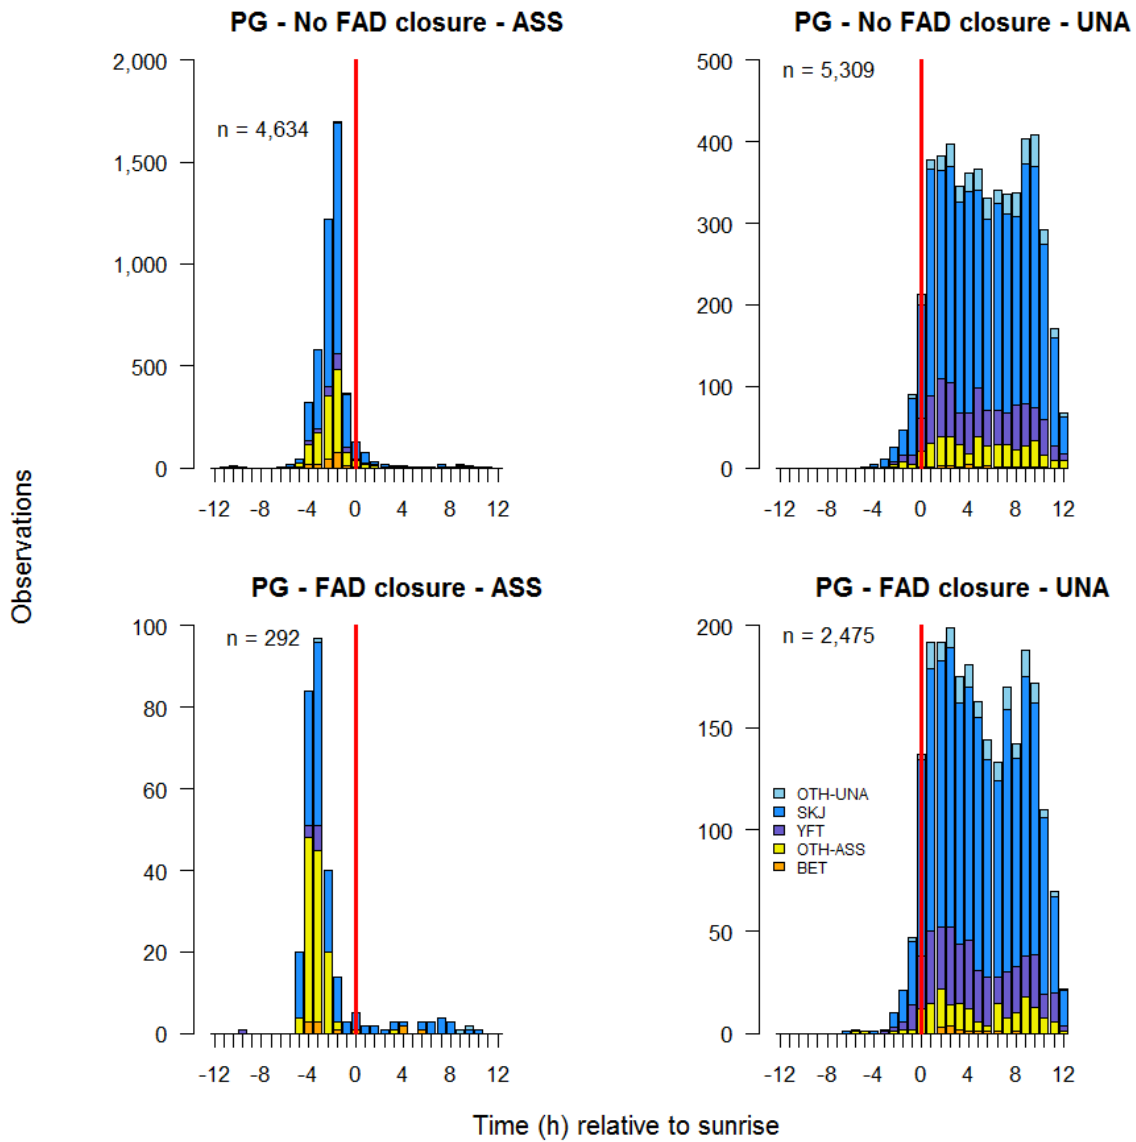 PG - No FAD closure - ASS
2,000
1,500
1,000
500
0
n = 4,634
-12 -8 -4 0 4 8 12
PG - No FAD closure - UNA
500
400
300
200
100
0
n = 5,309
-12 -8 -4 0 4 8 12
Observations
PG - FAD closure - ASS
100
80
60
40
20
0
n = 292
-12 -8 -4 0 4 8 12
PG - FAD closure - UNA
200
150
100
50
0
n = 2,475
OTH-UNA
SKJ
YFT
OTH-ASS
BET
-12 -8 -4 0 4 8 12
Time (h) relative to sunrise